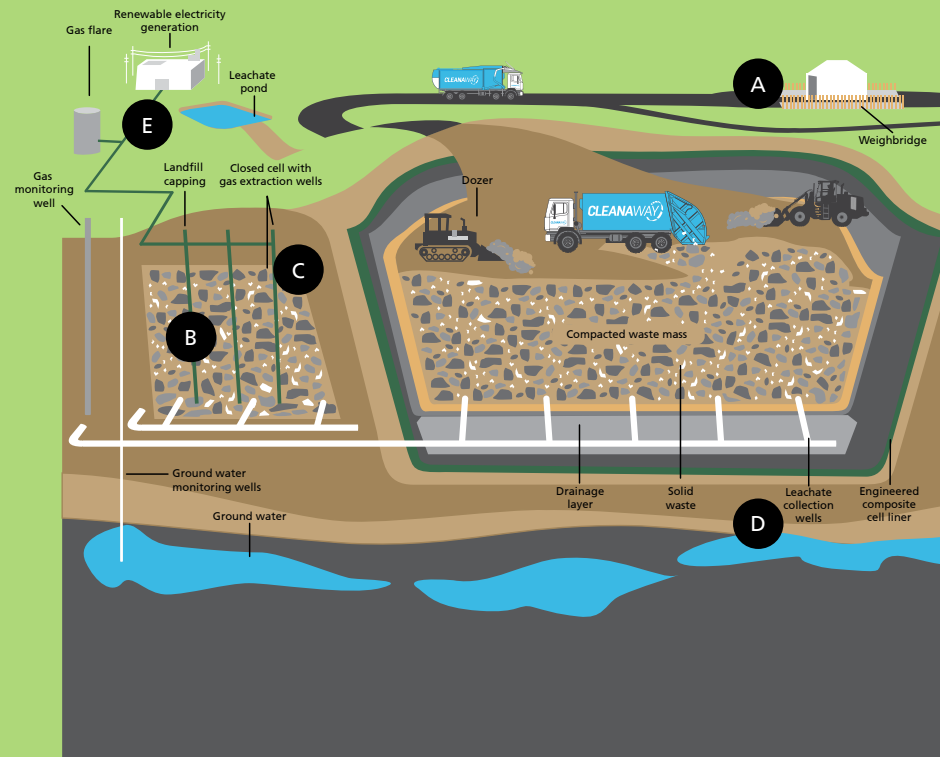 Renewable electricity
generation
Gas flare
Leachate
pond
CLEANAWAY
A
E
Weighbridge
Landfill
capping
Closed cell with
gas extraction wells
Gas
monitoring
well
Dozer
CLEANAWAY
C
B
Compacted waste mass
Ground water
monitoring wells
Drainage
layer
Solid
waste
Leachate
collection
wells
Engineered
composite
cell liner
Ground water
D